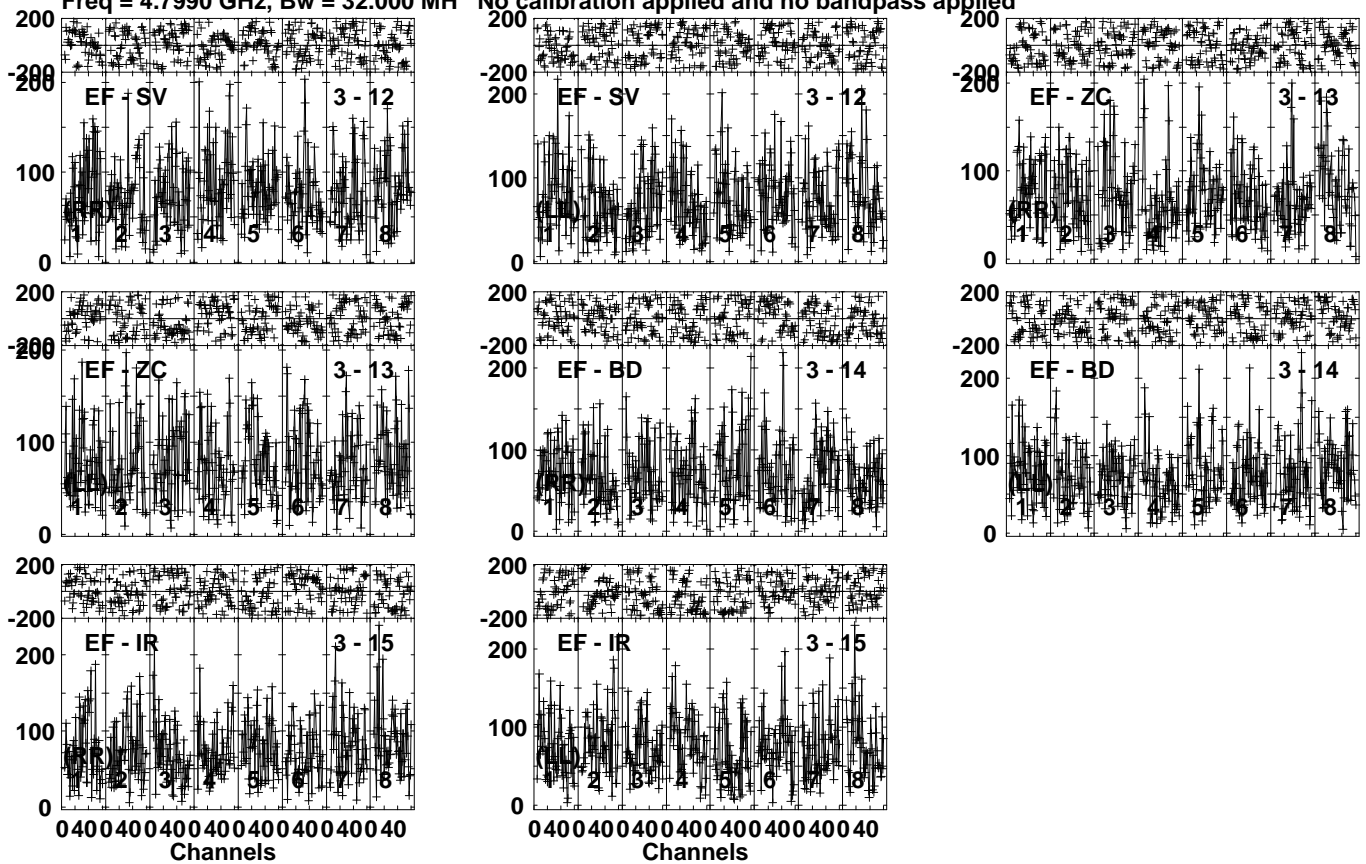 Freq = 4.7990 GHz, Bw = 32.000 MH No calibration applied and no bandpass applied
200
-200
200
EF - SV 3 - 12
100
(RR)
1 2 3 4 5 6 7 8
0
200
-200
200
EF - SV 3 - 12
100
(LL)
1 2 3 4 5 6 7 8
0
200
-200
200
EF - ZC 3 - 13
100
(RR)
1 2 3 4 5 6 7 8
0
200
-200
200
EF - ZC 3 - 13
100
(LL)
1 2 3 4 5 6 7 8
0
200
-200
200
EF - BD 3 - 14
100
(RR)
1 2 3 4 5 6 7 8
0
200
-200
200
EF - BD 3 - 14
100
(LL)
1 2 3 4 5 6 7 8
0
200
-200
200
EF - IR 3 - 15
100
(RR)
1 2 3 4 5 6 7 8
0
0 40 0 40 0 40 0 40 0 40 0 40 0 40 0 40
Channels
200
-200
200
EF - IR 3 - 15
100
(LL)
1 2 3 4 5 6 7 8
0
0 40 0 40 0 40 0 40 0 40 0 40 0 40 0 40
Channels